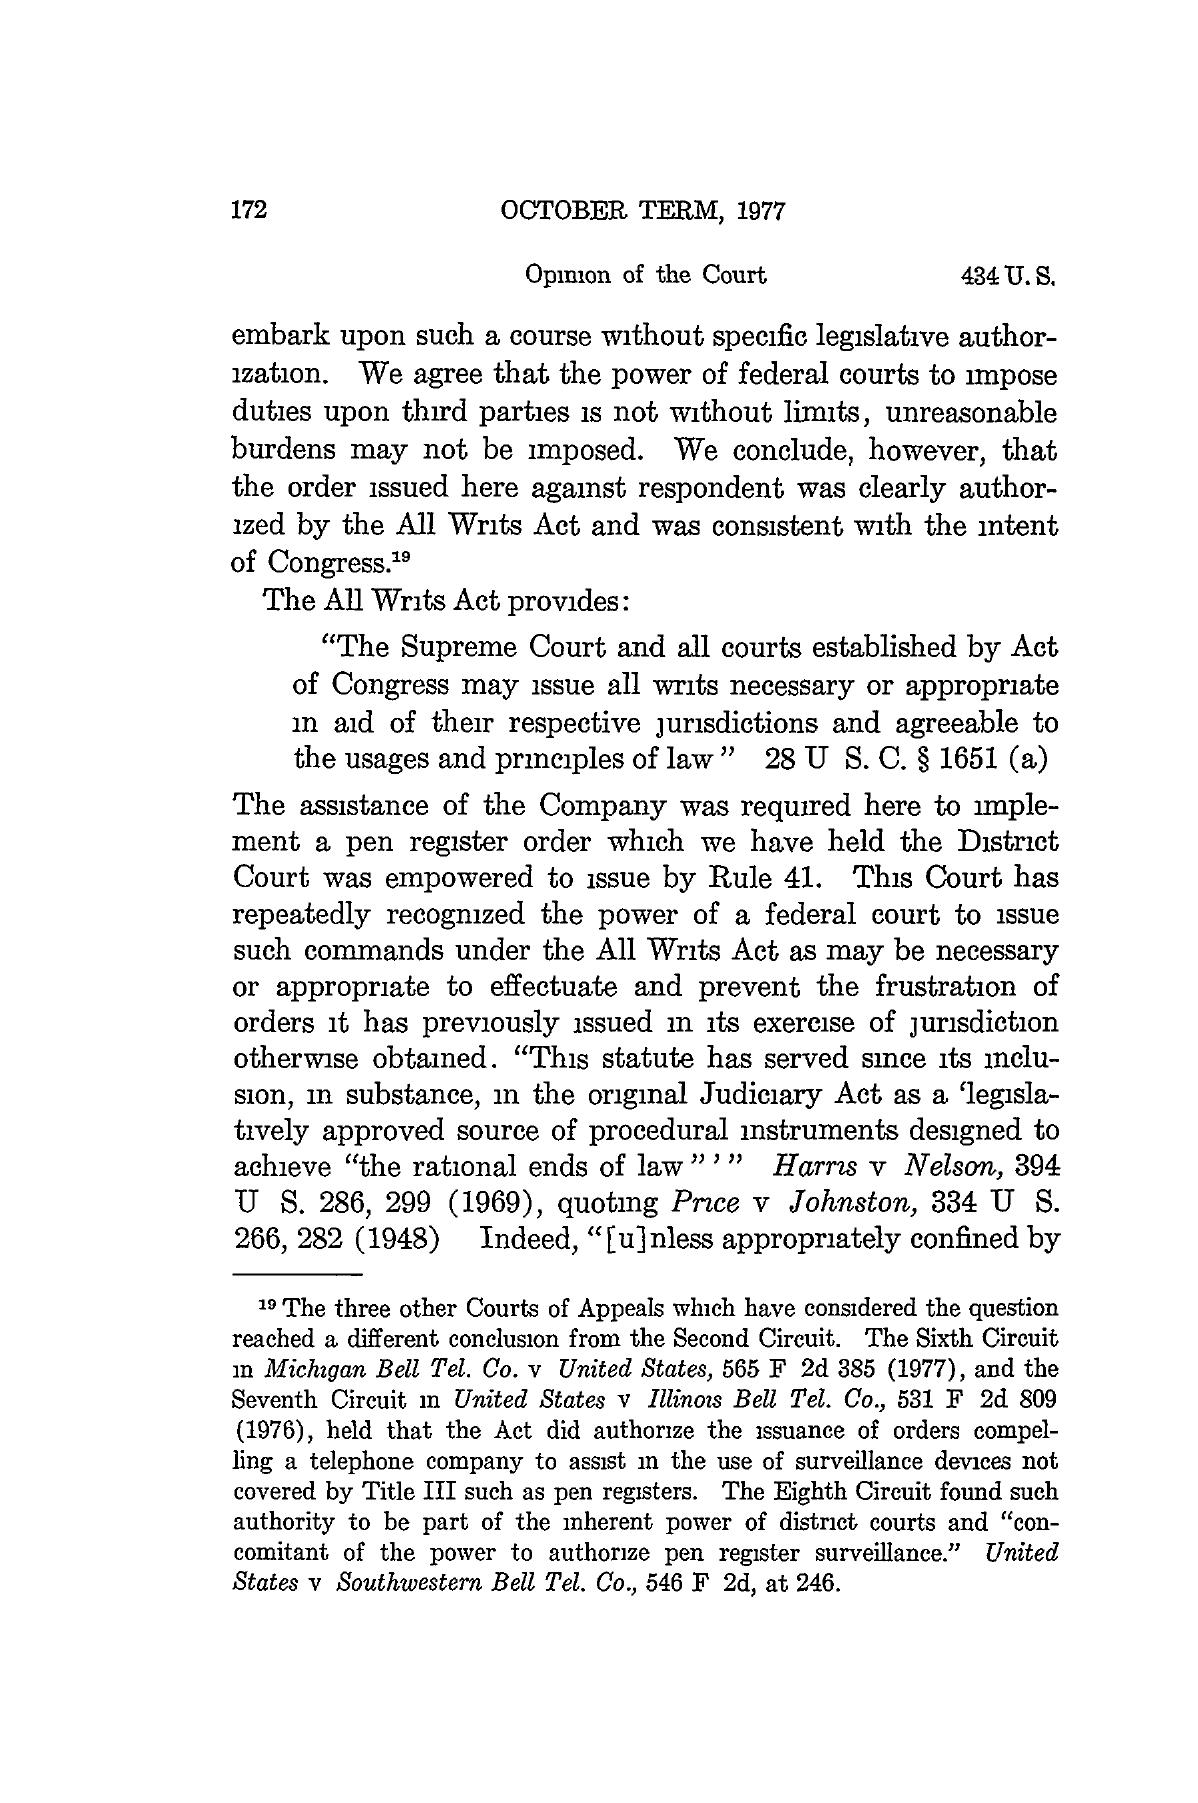 172 OCTOBER TERM, 1977
Opinion of the Court 434 U. S.
embark upon such a course without specific legislative author-
ization. We agree that the power of federal courts to impose
duties upon third parties is not without limits, unreasonable
burdens may not be imposed. We conclude, however, that
the order issued here against respondent was clearly author-
ized by the All Writs Act and was consistent with the intent
of Congress.¹⁹
The All Writs Act provides:
"The Supreme Court and all courts established by Act
of Congress may issue all writs necessary or appropriate
in aid of their respective jurisdictions and agreeable to
the usages and principles of law" 28 U S. C. § 1651 (a)
The assistance of the Company was required here to imple-
ment a pen register order which we have held the District
Court was empowered to issue by Rule 41. This Court has
repeatedly recognized the power of a federal court to issue
such commands under the All Writs Act as may be necessary
or appropriate to effectuate and prevent the frustration of
orders it has previously issued in its exercise of jurisdiction
otherwise obtained. "This statute has served since its inclu-
sion, in substance, in the original Judiciary Act as a 'legisla-
tively approved source of procedural instruments designed to
achieve "the rational ends of law" ' " Harris v Nelson, 394
U S. 286, 299 (1969), quoting Price v Johnston, 334 U S.
266, 282 (1948) Indeed, "[u]nless appropriately confined by
¹⁹ The three other Courts of Appeals which have considered the question
reached a different conclusion from the Second Circuit. The Sixth Circuit
in Michigan Bell Tel. Co. v United States, 565 F 2d 385 (1977), and the
Seventh Circuit in United States v Illinois Bell Tel. Co., 531 F 2d 809
(1976), held that the Act did authorize the issuance of orders compel-
ling a telephone company to assist in the use of surveillance devices not
covered by Title III such as pen registers. The Eighth Circuit found such
authority to be part of the inherent power of district courts and "con-
comitant of the power to authorize pen register surveillance." United
States v Southwestern Bell Tel. Co., 546 F 2d, at 246.